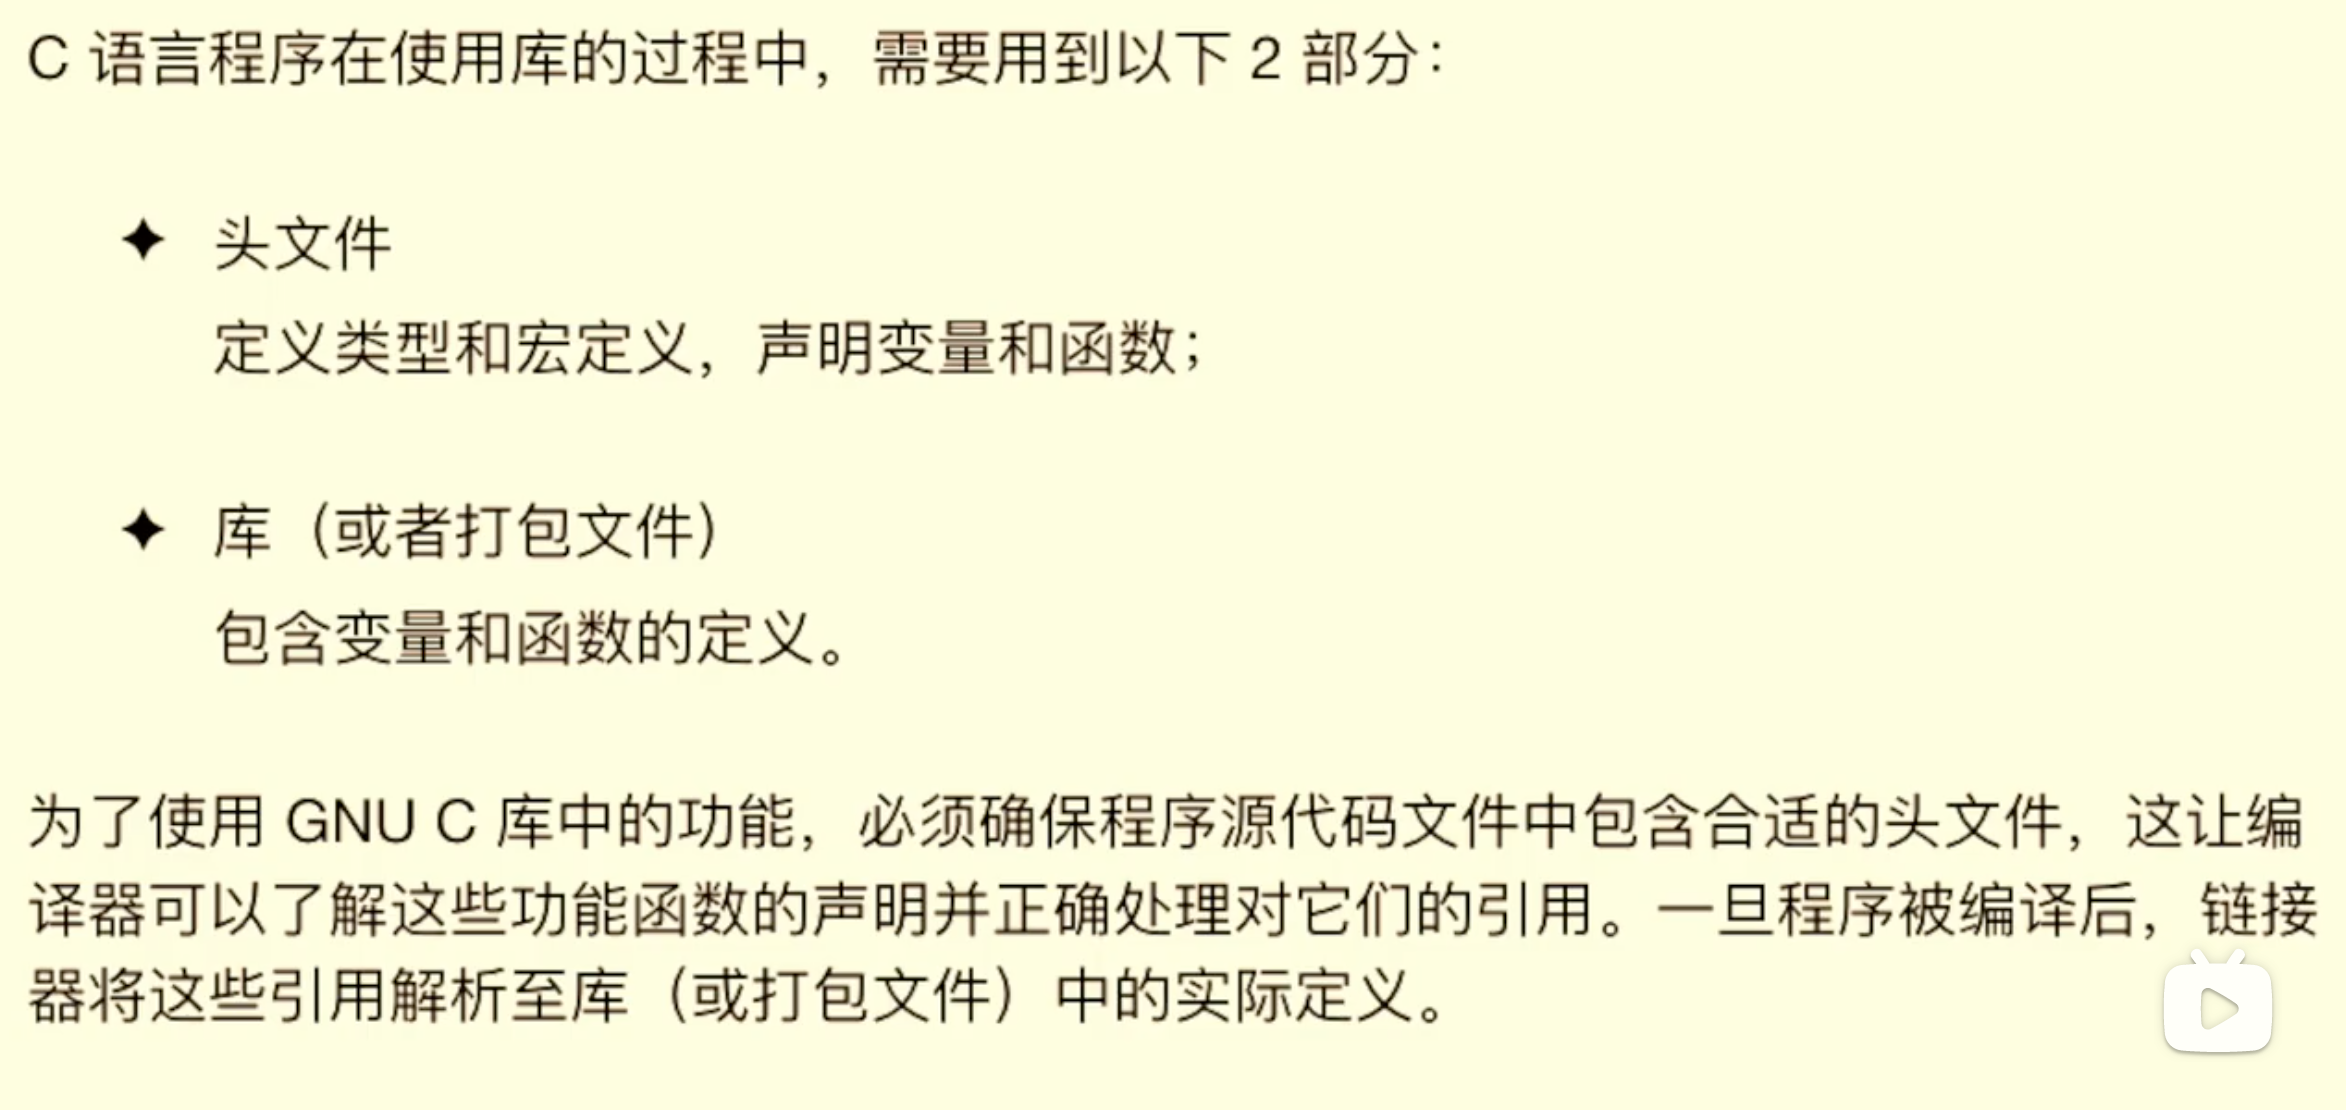 C 语言程序在使用库的过程中，需要用到以下 2 部分：
✦ 头文件
定义类型和宏定义，声明变量和函数；
✦ 库（或者打包文件）
包含变量和函数的定义。
为了使用 GNU C 库中的功能，必须确保程序源代码文件中包含合适的头文件，这让编
译器可以了解这些功能函数的声明并正确处理对它们的引用。一旦程序被编译后，链接
器将这些引用解析至库（或打包文件）中的实际定义。